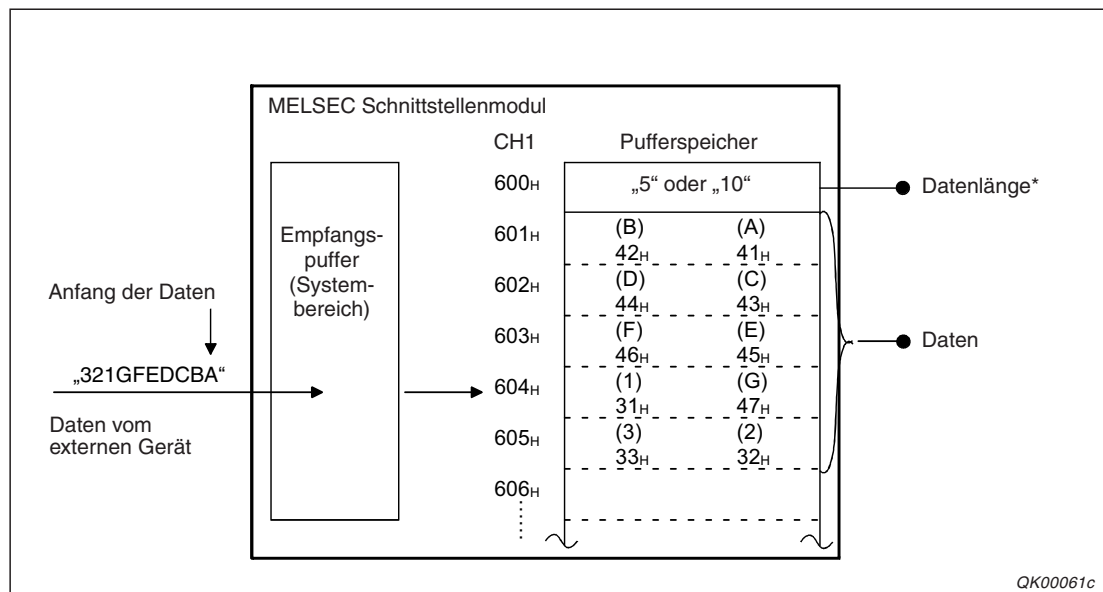 MELSEC Schnittstellenmodul
CH1 Pufferspeicher
600H „5“ oder „10“ Datenlänge*
Empfangs-
puffer
(System-
bereich)
601H (B) (A)
42H 41H
602H (D) (C)
44H 43H
603H (F) (E)
46H 45H
604H (1) (G)
31H 47H
605H (3) (2)
33H 32H
606H
Daten
Anfang der Daten
„321GFEDCBA“
Daten vom
externen Gerät
QK00061c